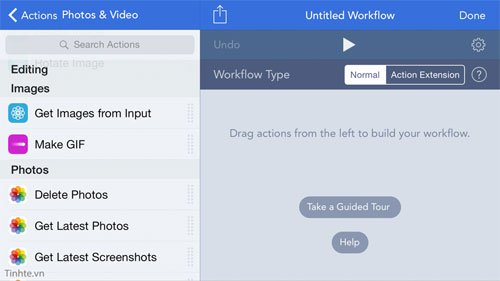 Actions Photos & Video
Search Actions
Rotate Image
Editing
Images
Get Images from Input
Make GIF
Photos
Delete Photos
Get Latest Photos
Get Latest Screenshots
Tinhte.vn
Untitled Workflow
Done
Undo
Workflow Type
Normal
Action Extension
?
Drag actions from the left to build your workflow.
Take a Guided Tour
Help